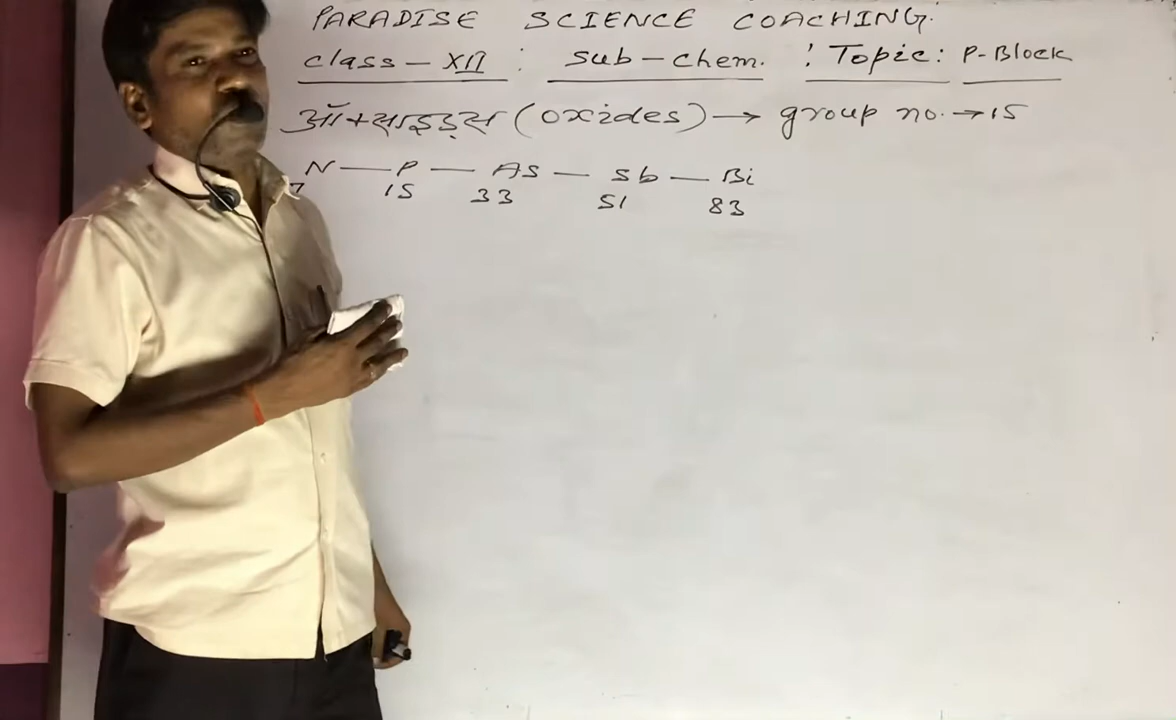 PARADISE SCIENCE COACHING.
class - XII : sub - chem. : Topic: P-Block
ऑक्साइड्स (oxides) → group no. → 15
N — P — As — Sb — Bi
7 15 33 51 83